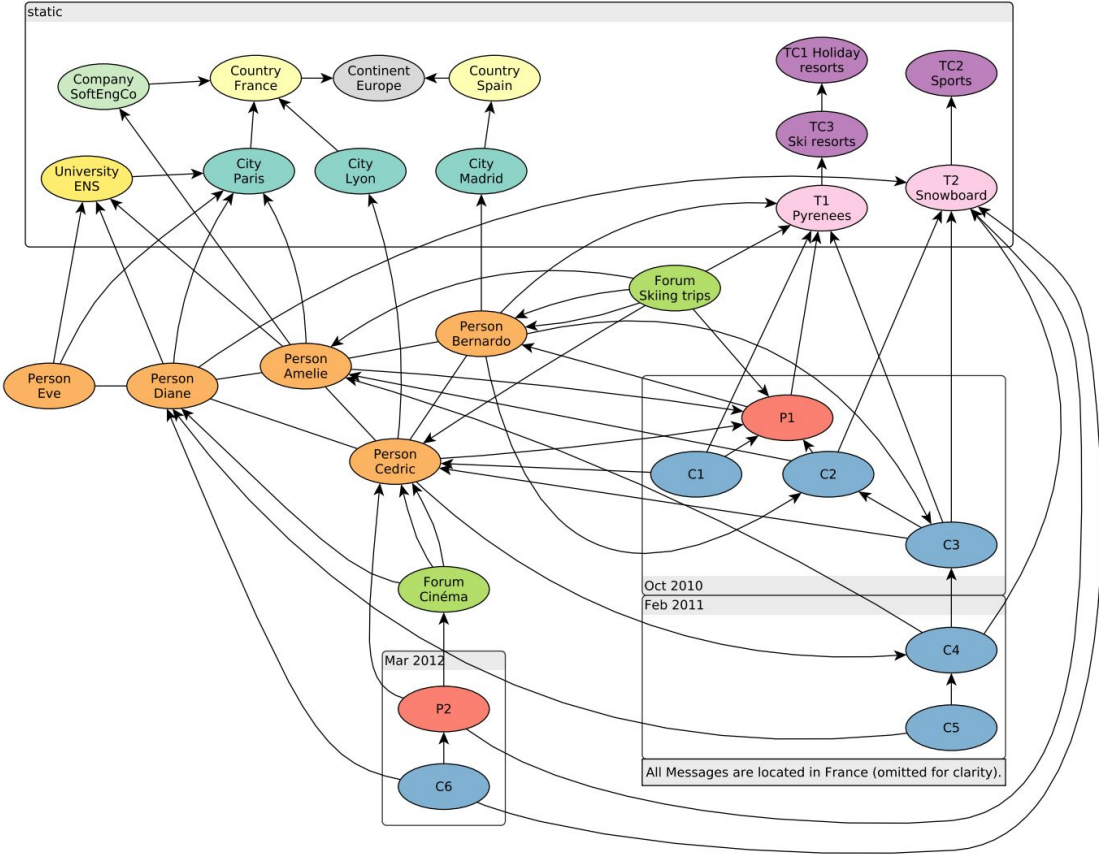 static
Company
SoftEngCo
Country
France
Continent
Europe
Country
Spain
TC1 Holiday
resorts
TC2
Sports
TC3
Ski resorts
University
ENS
City
Paris
City
Lyon
City
Madrid
T1
Pyrenees
T2
Snowboard
Forum
Skiing trips
Person
Bernardo
Person
Amelie
Person
Eve
Person
Diane
Person
Cedric
P1
C1
C2
C3
Oct 2010
Feb 2011
C4
C5
Forum
Cinéma
Mar 2012
P2
C6
All Messages are located in France (omitted for clarity).